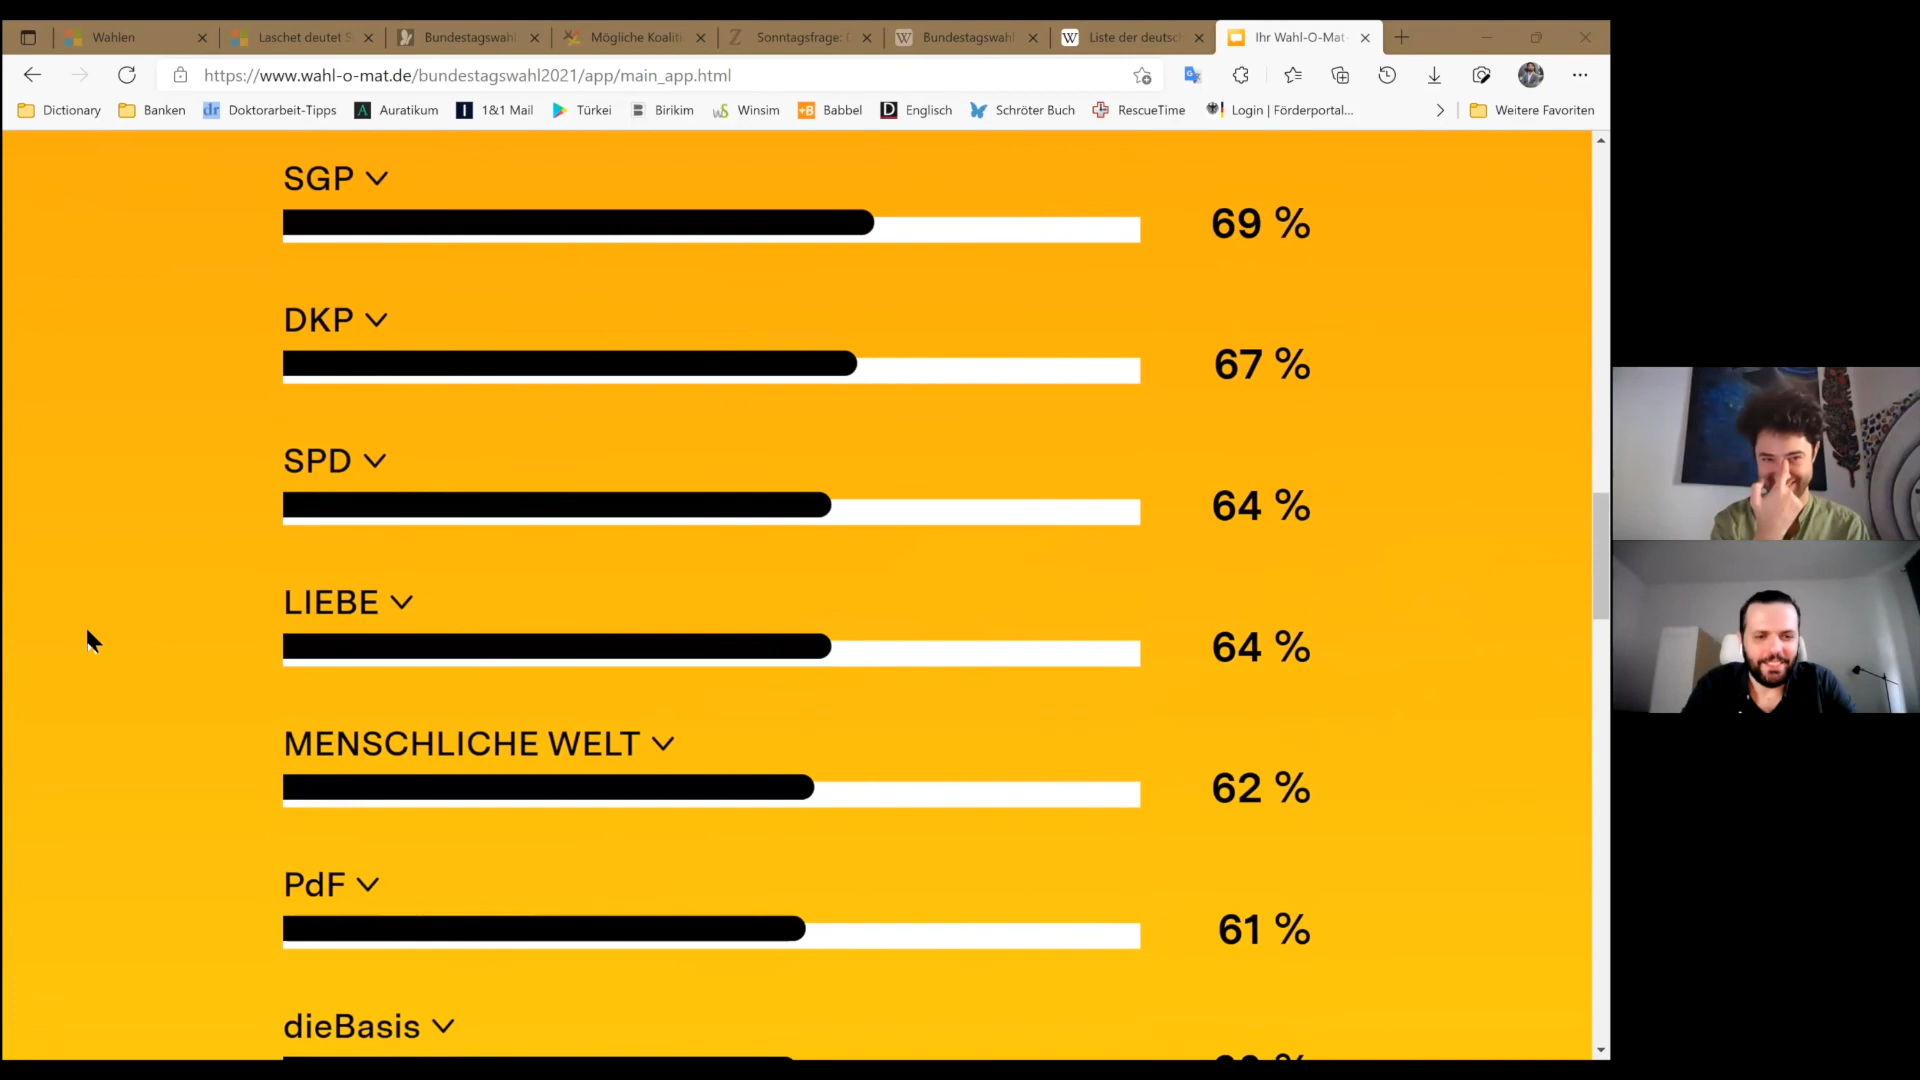 Wahlen
Laschet deutet S
Bundestagswahl
Mögliche Koaliti
Sonntagsfrage:
Bundestagswahl
Liste der deutsch
Ihr Wahl-O-Mat
https://www.wahl-o-mat.de/bundestagswahl2021/app/main_app.html
Dictionary
Banken
dr Doktorarbeit-Tipps
A Auratikum
1 1&1 Mail
Türkei
B Birikim
wS Winsim
+B Babbel
D Englisch
Schröter Buch
RescueTime
Login | Förderportal...
Weitere Favoriten
SGP
69 %
DKP
67 %
SPD
64 %
LIEBE
64 %
MENSCHLICHE WELT
62 %
PdF
61 %
dieBasis